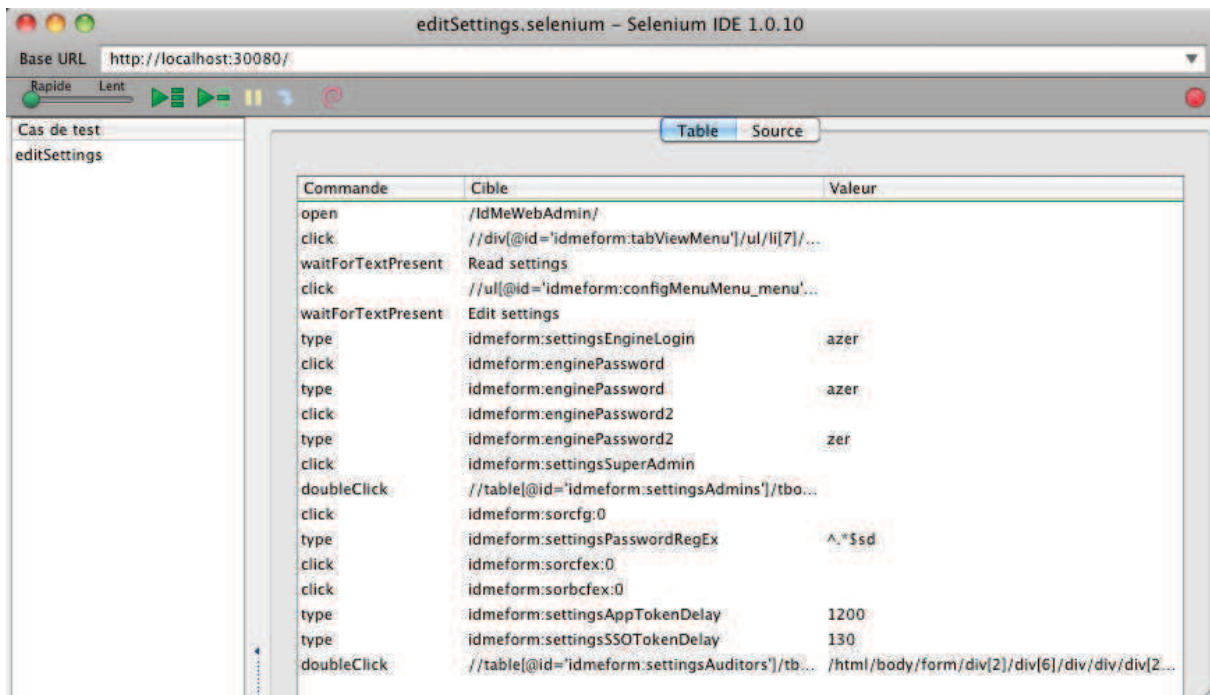 editSettings.selenium – Selenium IDE 1.0.10
Base URL http://localhost:30080/
Rapide Lent
Cas de test
Table Source
editSettings
Commande Cible Valeur
open /IdMeWebAdmin/
click //div[@id='idmeform:tabViewMenu']/ul/li[7]/...
waitForTextPresent Read settings
click //ul[@id='idmeform:configMenuMenu_menu'...
waitForTextPresent Edit settings
type idmeform:settingsEngineLogin azer
click idmeform:enginePassword
type idmeform:enginePassword azer
click idmeform:enginePassword2
type idmeform:enginePassword2 zer
click idmeform:settingsSuperAdmin
doubleClick //table[@id='idmeform:settingsAdmins']/tbo...
click idmeform:sorcfg:0
type idmeform:settingsPasswordRegEx ^.*$sd
click idmeform:sorcfex:0
click idmeform:sorbcfex:0
type idmeform:settingsAppTokenDelay 1200
type idmeform:settingsSSOTokenDelay 130
doubleClick //table[@id='idmeform:settingsAuditors']/tb... /html/body/form/div[2]/div[6]/div/div/div[2...